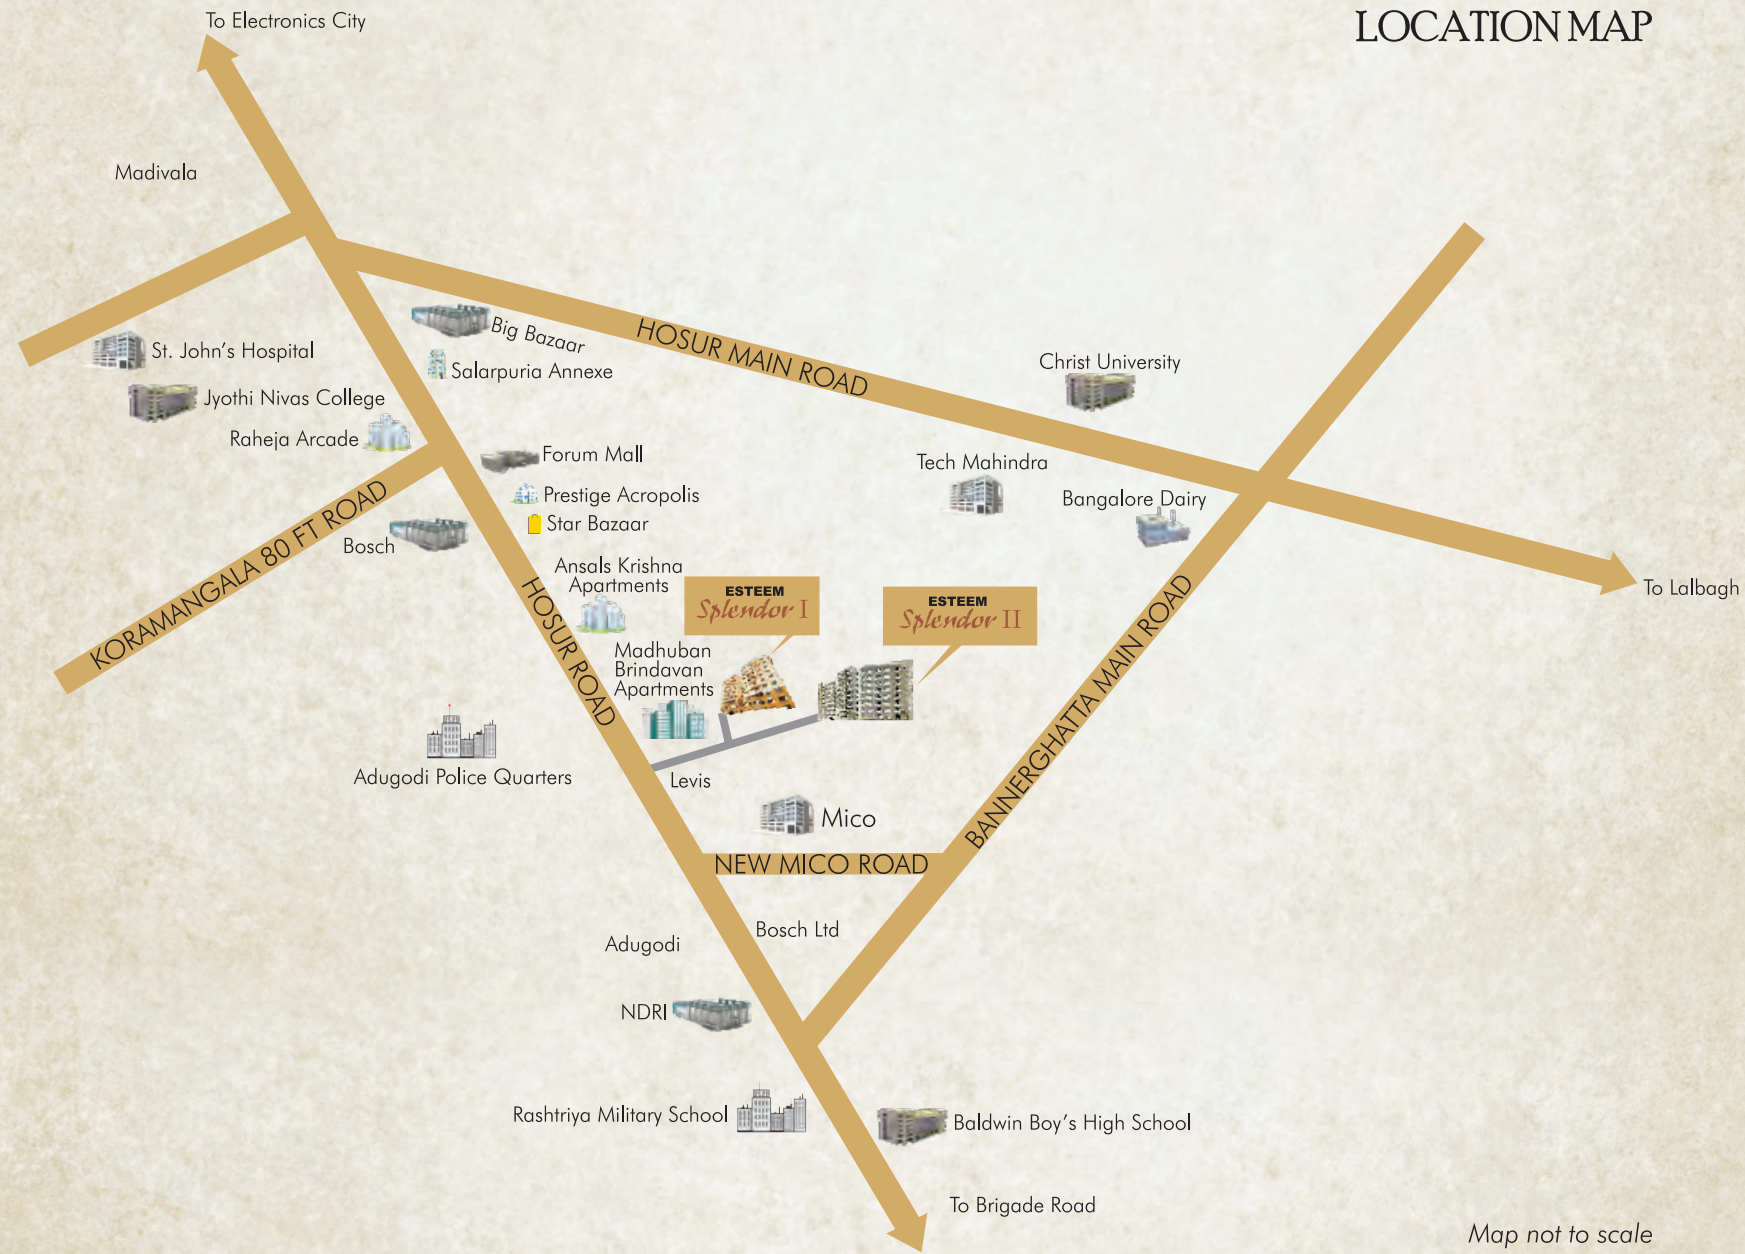 To Electronics City
LOCATION MAP
Madivala
Big Bazaar
HOSUR MAIN ROAD
St. John's Hospital
Salarpuria Annexe
Christ University
Jyothi Nivas College
Raheja Arcade
Forum Mall
Tech Mahindra
Prestige Acropolis
Bangalore Dairy
Star Bazaar
KORAMANGALA 80 FT ROAD
Bosch
Ansals Krishna
Apartments
To Lalbagh
ESTEEM
Splendor I
ESTEEM
Splendor II
HOSUR ROAD
Madhuban
Brindavan
Apartments
BANNERGHATTA MAIN ROAD
Adugodi Police Quarters
Levis
Mico
NEW MICO ROAD
Bosch Ltd
Adugodi
NDRI
Rashtriya Military School
Baldwin Boy's High School
To Brigade Road
Map not to scale